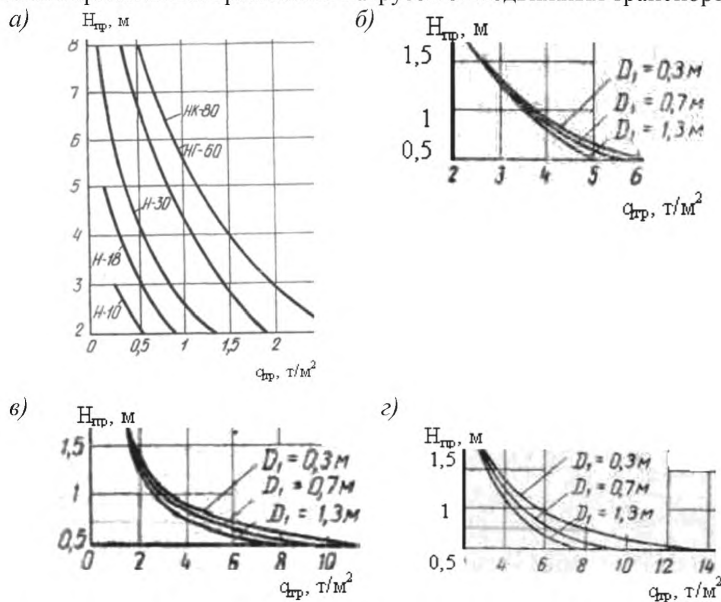 а)
Hпр, м
8
7
6
5
4
3
2
НК-80
НГ-60
Н-30
Н-18
Н-10
0 0,5 1 1,5 2
qпр, т/м²
б)
Hпр, м
1,5
1
0,5
D₁ = 0,3 м
D₁ = 0,7 м
D₁ = 1,3 м
2 3 4 5 6
qпр, т/м²
в)
Hпр, м
1,5
1
0,5
D₁ = 0,3 м
D₁ = 0,7 м
D₁ = 1,3 м
0 2 4 6 8 10
qпр, т/м²
г)
Hпр, м
1,5
1
0,5
D₁ = 0,3 м
D₁ = 0,7 м
D₁ = 1,3 м
4 6 8 10 12 14
qпр, т/м²